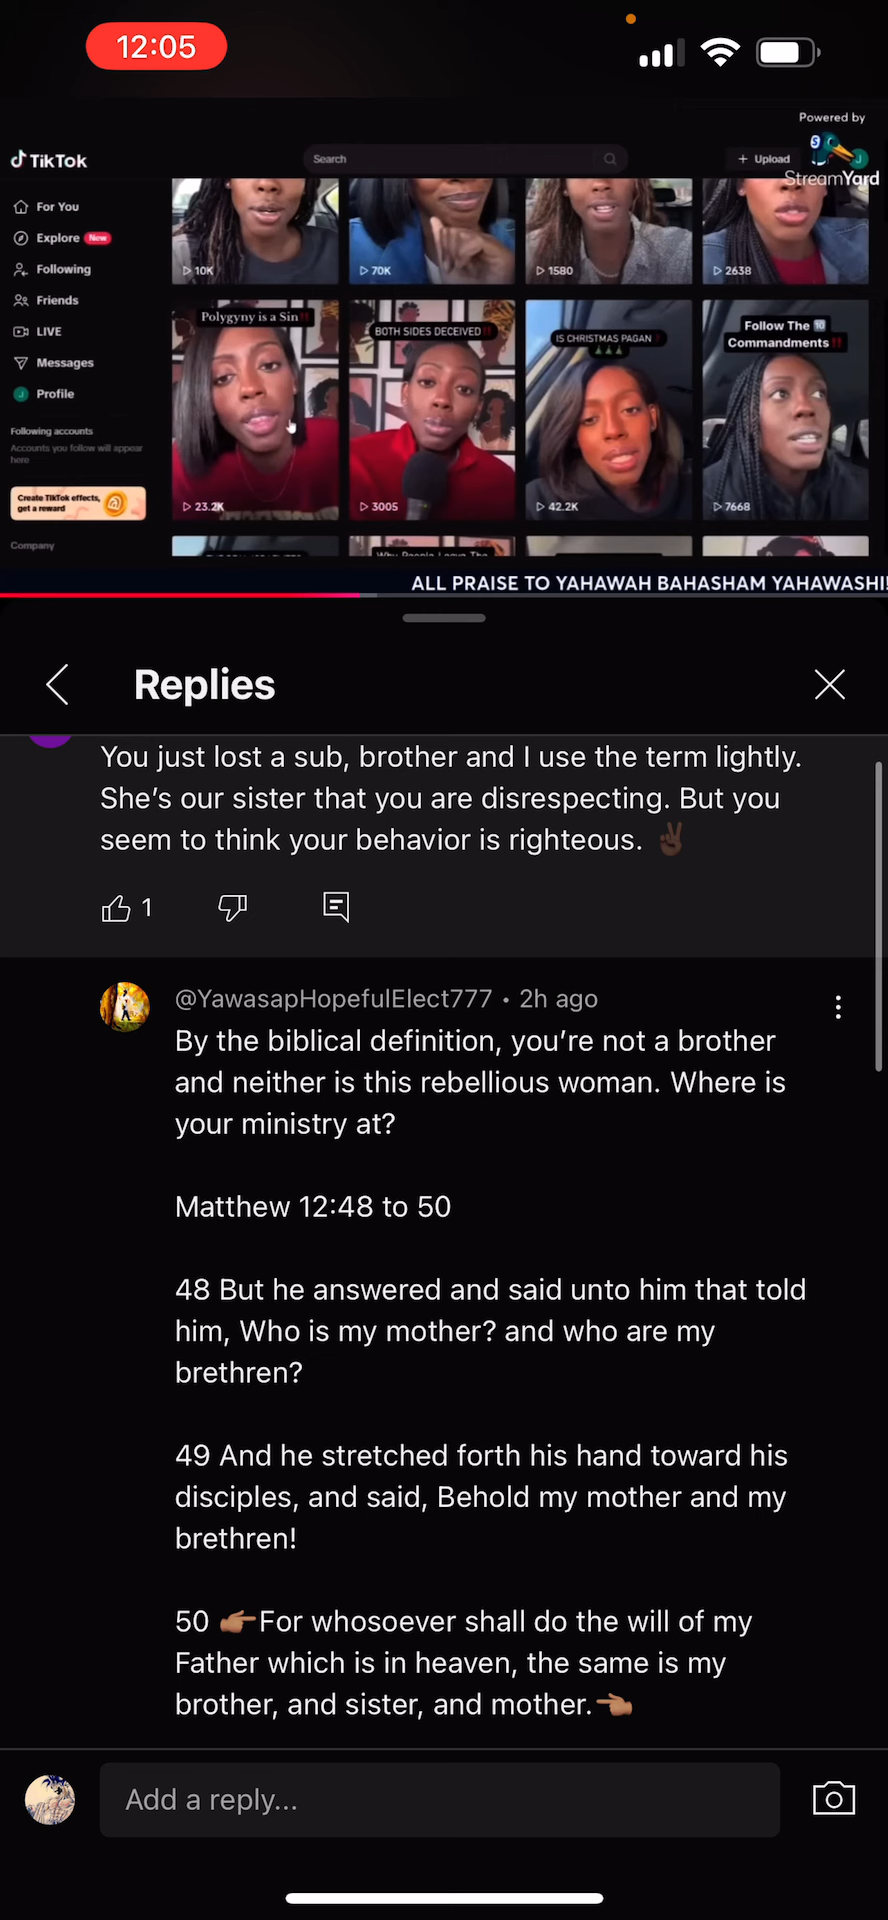 12:05
Powered by
StreamYard
TikTok
Search
+ Upload
For You
Explore New
Following
Friends
LIVE
Messages
Profile
Following accounts
Accounts you follow will appear
here
Create TikTok effects,
get a reward
Company
10K
70K
1580
2638
Polygyny is a Sin‼️
23.2K
BOTH SIDES DECEIVED‼️
3005
IS CHRISTMAS PAGAN❓
🎄🎄🎄
42.2K
Follow The 🔟
Commandments‼️
7668
Why People Leave The
ALL PRAISE TO YAHAWAH BAHASHAM YAHAWASHI!
Replies
You just lost a sub, brother and I use the term lightly.
She’s our sister that you are disrespecting. But you
seem to think your behavior is righteous. ✌🏿
1
@YawasapHopefulElect777 • 2h ago
By the biblical definition, you’re not a brother
and neither is this rebellious woman. Where is
your ministry at?
Matthew 12:48 to 50
48 But he answered and said unto him that told
him, Who is my mother? and who are my
brethren?
49 And he stretched forth his hand toward his
disciples, and said, Behold my mother and my
brethren!
50 👉🏽For whosoever shall do the will of my
Father which is in heaven, the same is my
brother, and sister, and mother.👈🏽
Add a reply...